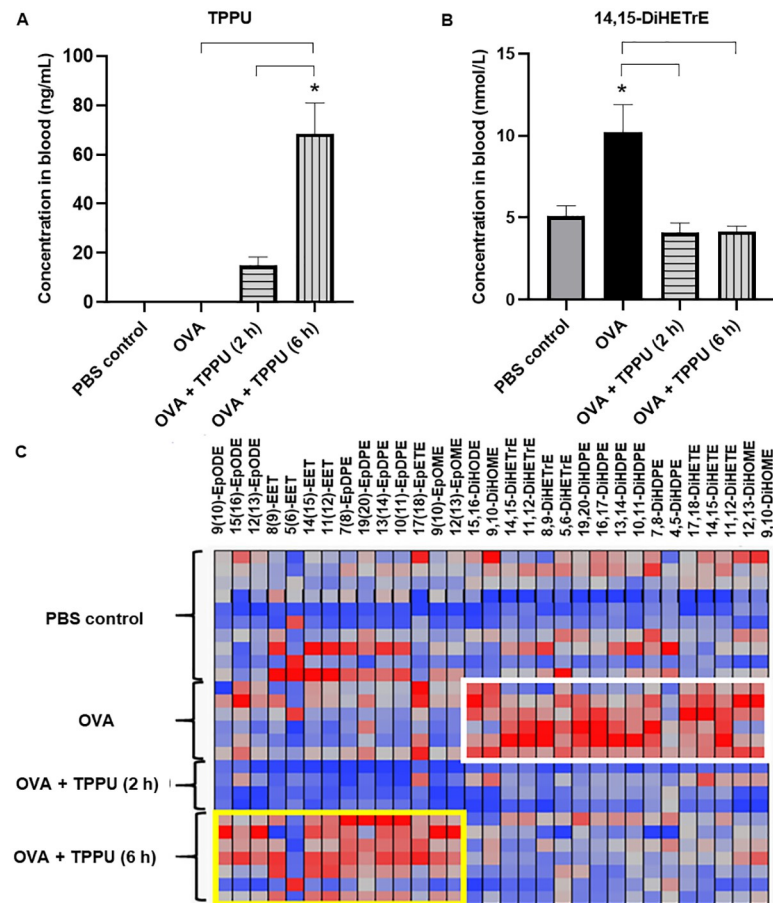 A
TPPU
Concentration in blood (ng/mL)
100
80
60
40
20
0
*
PBS control
OVA
OVA + TPPU (2 h)
OVA + TPPU (6 h)
B
14,15-DiHETrE
Concentration in blood (nmol/L)
15
10
5
0
*
PBS control
OVA
OVA + TPPU (2 h)
OVA + TPPU (6 h)
C
9(10)-EpODE
15(16)-EpODE
12(13)-EpODE
8(9)-EET
5(6)-EET
14(15)-EET
11(12)-EET
7(8)-EpDPE
19(20)-EpDPE
13(14)-EpDPE
10(11)-EpDPE
17(18)-EpETE
9(10)-EpOME
12(13)-EpOME
15,16-DiHODE
9,10-DiHODE
14,15-DiHETrE
11,12-DiHETrE
8,9-DiHETrE
5,6-DiHETrE
19,20-DiHDPE
16,17-DiHDPE
13,14-DiHDPE
10,11-DiHDPE
7,8-DiHDPE
4,5-DiHDPE
17,18-DiHETE
14,15-DiHETE
11,12-DiHETE
12,13-DiHOME
9,10-DiHOME
PBS control
OVA
OVA + TPPU (2 h)
OVA + TPPU (6 h)